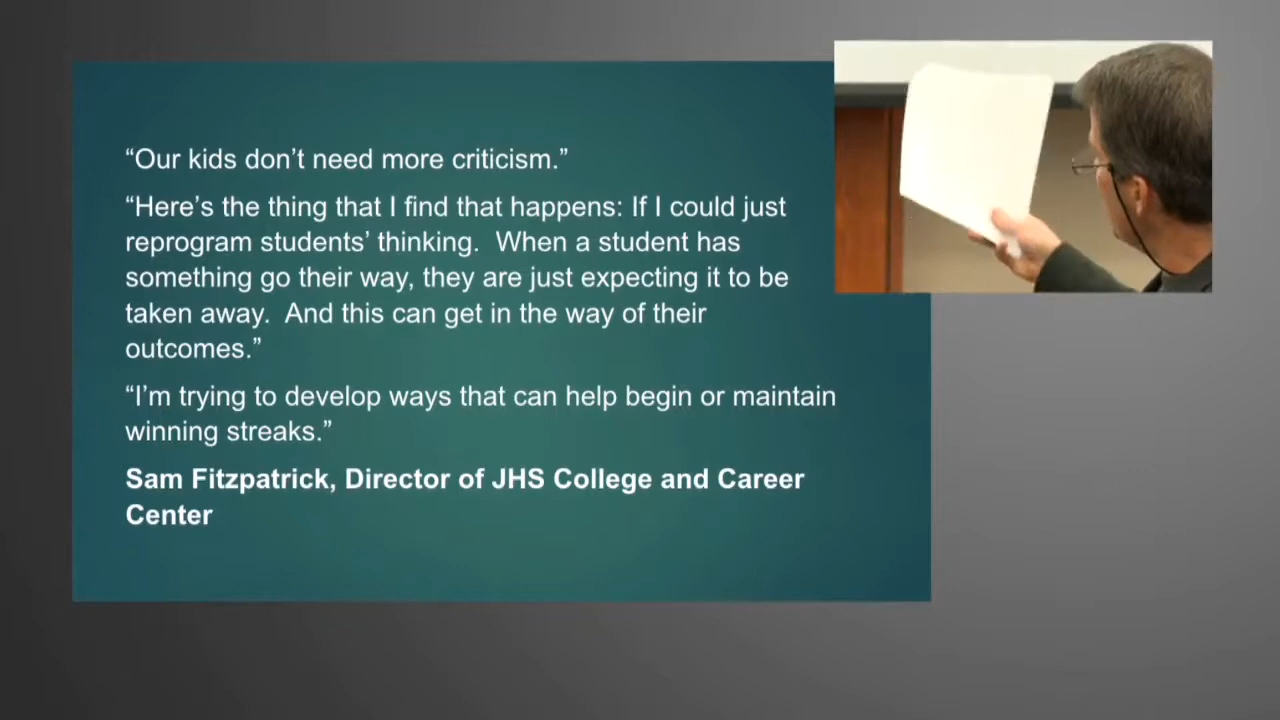 “Our kids don’t need more criticism.”
“Here’s the thing that I find that happens: If I could just
reprogram students’ thinking.  When a student has
something go their way, they are just expecting it to be
taken away.  And this can get in the way of their
outcomes.”
“I’m trying to develop ways that can help begin or maintain
winning streaks.”
Sam Fitzpatrick, Director of JHS College and Career
Center